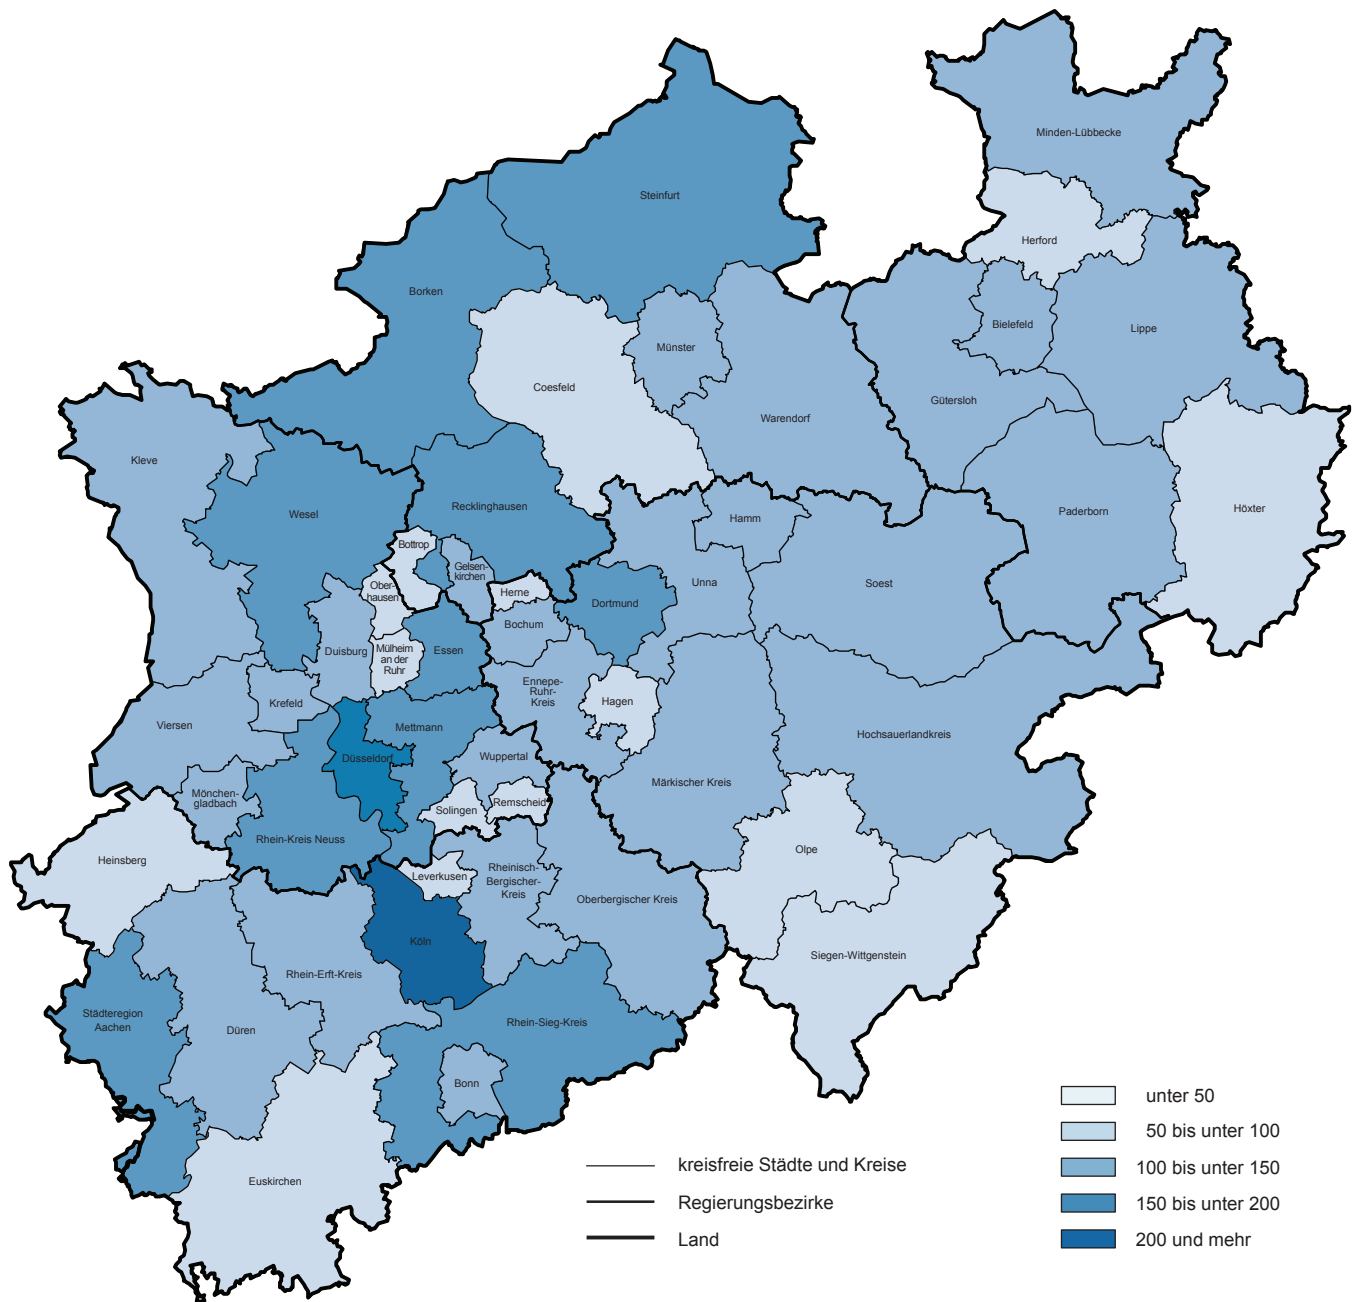 Minden-Lübbecke
Steinfurt
Herford
Borken
Bielefeld
Lippe
Münster
Coesfeld
Gütersloh
Warendorf
Kleve
Recklinghausen
Wesel
Höxter
Paderborn
Hamm
Bottrop
Gelsen-
kirchen
Unna
Soest
Ober-
hausen
Herne
Dortmund
Bochum
Duisburg
Mülheim
an der
Ruhr
Essen
Ennepe-
Ruhr-
Kreis
Hagen
Krefeld
Viersen
Mettmann
Hochsauerlandkreis
Düsseldorf
Wuppertal
Märkischer Kreis
Mönchen-
gladbach
Solingen
Remscheid
Rhein-Kreis Neuss
Olpe
Heinsberg
Leverkusen
Rheinisch-
Bergischer-
Kreis
Oberbergischer Kreis
Köln
Siegen-Wittgenstein
Rhein-Erft-Kreis
Städteregion
Aachen
Düren
Rhein-Sieg-Kreis
Bonn
Euskirchen
kreisfreie Städte und Kreise
Regierungsbezirke
Land
unter 50
50 bis unter 100
100 bis unter 150
150 bis unter 200
200 und mehr